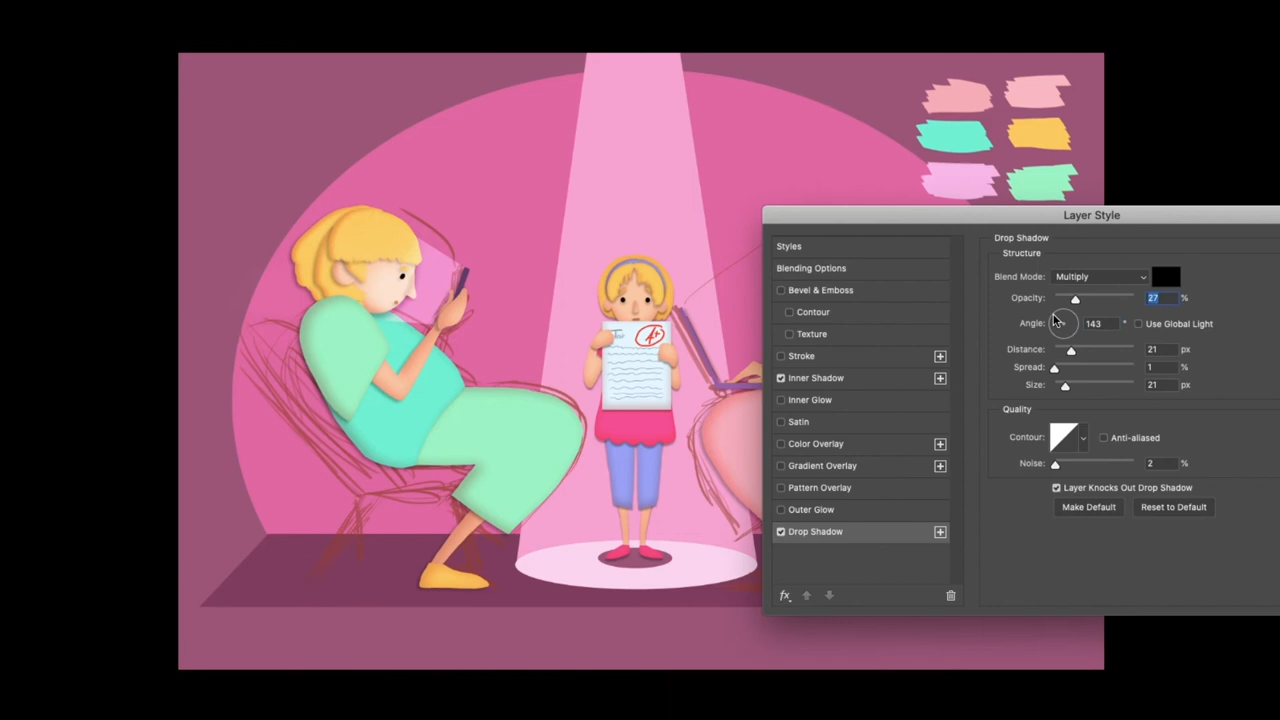 Layer Style
Styles
Blending Options
Bevel & Emboss
Contour
Texture
Stroke
Inner Shadow
Inner Glow
Satin
Color Overlay
Gradient Overlay
Pattern Overlay
Outer Glow
Drop Shadow
fx
Drop Shadow
Structure
Blend Mode: Multiply
Opacity: 27 %
Angle: 143 ° Use Global Light
Distance: 21 px
Spread: 1 %
Size: 21 px
Quality
Contour: Anti-aliased
Noise: 2 %
Layer Knocks Out Drop Shadow
Make Default Reset to Default
A+